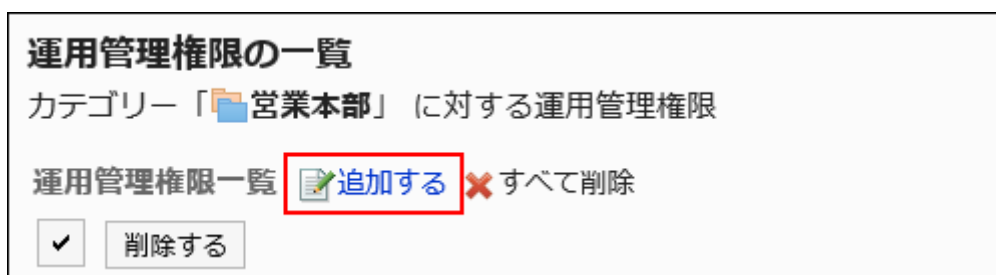 運用管理権限の一覧
カテゴリー「営業本部」 に対する運用管理権限
運用管理権限一覧 追加する すべて削除
削除する